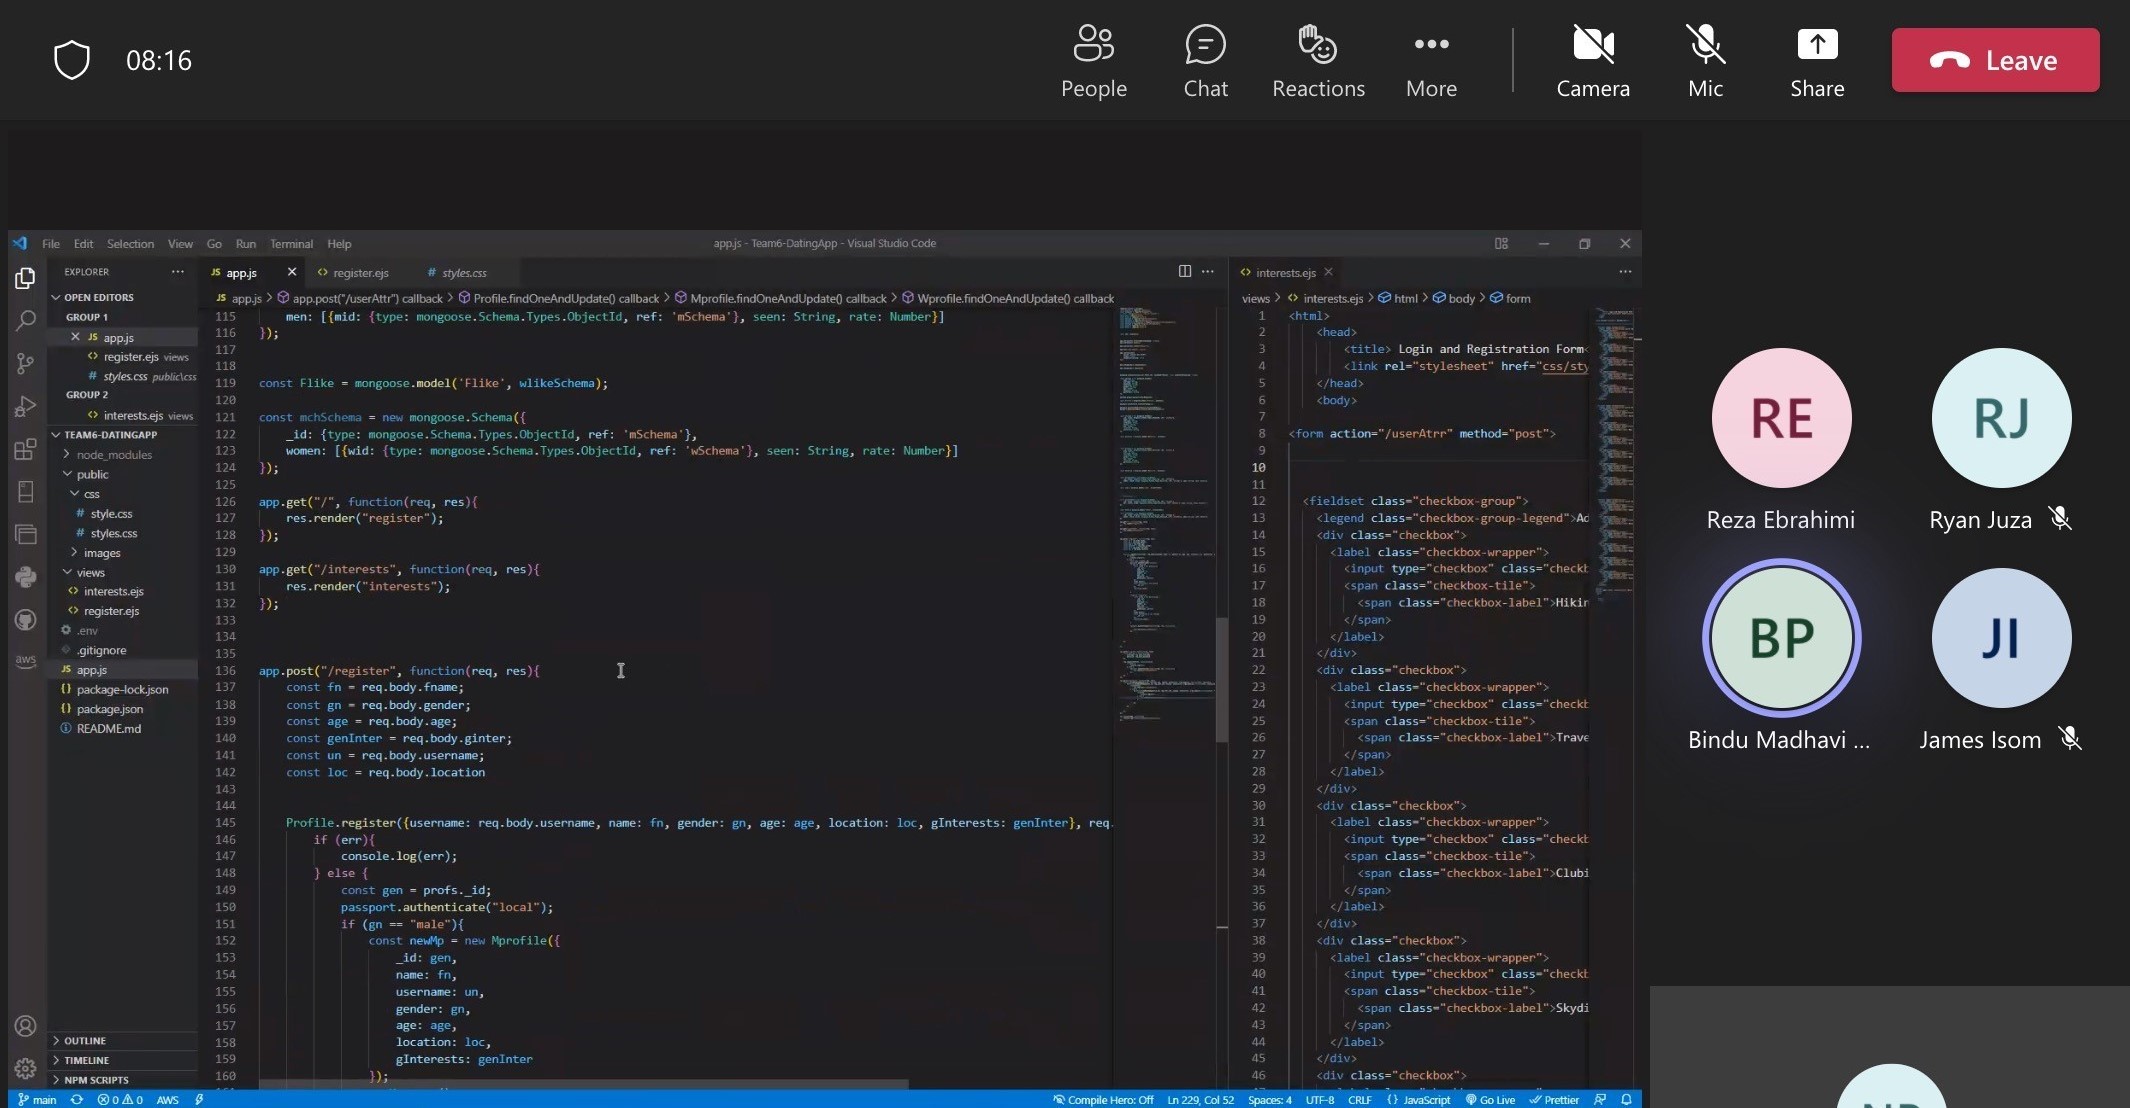 08:16
People
Chat
Reactions
More
Camera
Mic
Share
Leave
File Edit Selection View Go Run Terminal Help
app.js - Team6-DatingApp - Visual Studio Code
EXPLORER
OPEN EDITORS
GROUP 1
JS app.js
register.ejs views
# styles.css public\css
GROUP 2
interests.ejs views
TEAM6-DATINGAPP
node_modules
public
css
# style.css
# styles.css
images
views
interests.ejs
register.ejs
.env
.gitignore
JS app.js
{} package-lock.json
{} package.json
README.md
OUTLINE
TIMELINE
NPM SCRIPTS
aws
JS app.js
register.ejs
# styles.css
JS app.js > app.post("/userAttr") callback > Profile.findOneAndUpdate() callback > Mprofile.findOneAndUpdate() callback > Wprofile.findOneAndUpdate() callback
115 men: [{mid: {type: mongoose.Schema.Types.ObjectId, ref: 'mSchema'}, seen: String, rate: Number}]
116 });
117
118
119 const Flike = mongoose.model('Flike', wlikeSchema);
120
121 const mchSchema = new mongoose.Schema({
122 _id: {type: mongoose.Schema.Types.ObjectId, ref: 'mSchema'},
123 women: [{wid: {type: mongoose.Schema.Types.ObjectId, ref: 'wSchema'}, seen: String, rate: Number}]
124 });
125
126 app.get("/", function(req, res){
127 res.render("register");
128 });
129
130 app.get("/interests", function(req, res){
131 res.render("interests");
132 });
133
134
135
136 app.post("/register", function(req, res){
137 const fn = req.body.fname;
138 const gn = req.body.gender;
139 const age = req.body.age;
140 const genInter = req.body.ginter;
141 const un = req.body.username;
142 const loc = req.body.location
143
144
145 Profile.register({username: req.body.username, name: fn, gender: gn, age: age, location: loc, gInterests: genInter}, req.
146 if (err){
147 console.log(err);
148 } else {
149 const gen = profs._id;
150 passport.authenticate("local");
151 if (gn == "male"){
152 const newMp = new Mprofile({
153 _id: gen,
154 name: fn,
155 username: un,
156 gender: gn,
157 age: age,
158 location: loc,
159 gInterests: genInter
160 });
interests.ejs
views > interests.ejs > html > body > form
1 <html>
2 <head>
3 <title> Login and Registration Form<
4 <link rel="stylesheet" href="css/sty
5 </head>
6 <body>
7
8 <form action="/userAtrr" method="post">
9
10
11
12 <fieldset class="checkbox-group">
13 <legend class="checkbox-group-legend">Ad
14 <div class="checkbox">
15 <label class="checkbox-wrapper">
16 <input type="checkbox" class="checkb
17 <span class="checkbox-tile">
18 <span class="checkbox-label">Hikin
19 </span>
20 </label>
21 </div>
22 <div class="checkbox">
23 <label class="checkbox-wrapper">
24 <input type="checkbox" class="checkb
25 <span class="checkbox-tile">
26 <span class="checkbox-label">Trave
27 </span>
28 </label>
29 </div>
30 <div class="checkbox">
31 <label class="checkbox-wrapper">
32 <input type="checkbox" class="checkb
33 <span class="checkbox-tile">
34 <span class="checkbox-label">Clubi
35 </span>
36 </label>
37 </div>
38 <div class="checkbox">
39 <label class="checkbox-wrapper">
40 <input type="checkbox" class="checkb
41 <span class="checkbox-tile">
42 <span class="checkbox-label">Skydi
43 </span>
44 </label>
45 </div>
46 <div class="checkbox">
main 0 0 AWS
Compile Hero: Off Ln 229, Col 52 Spaces: 4 UTF-8 CRLF {} JavaScript Go Live Prettier
RE
Reza Ebrahimi
RJ
Ryan Juza
BP
Bindu Madhavi ...
JI
James Isom